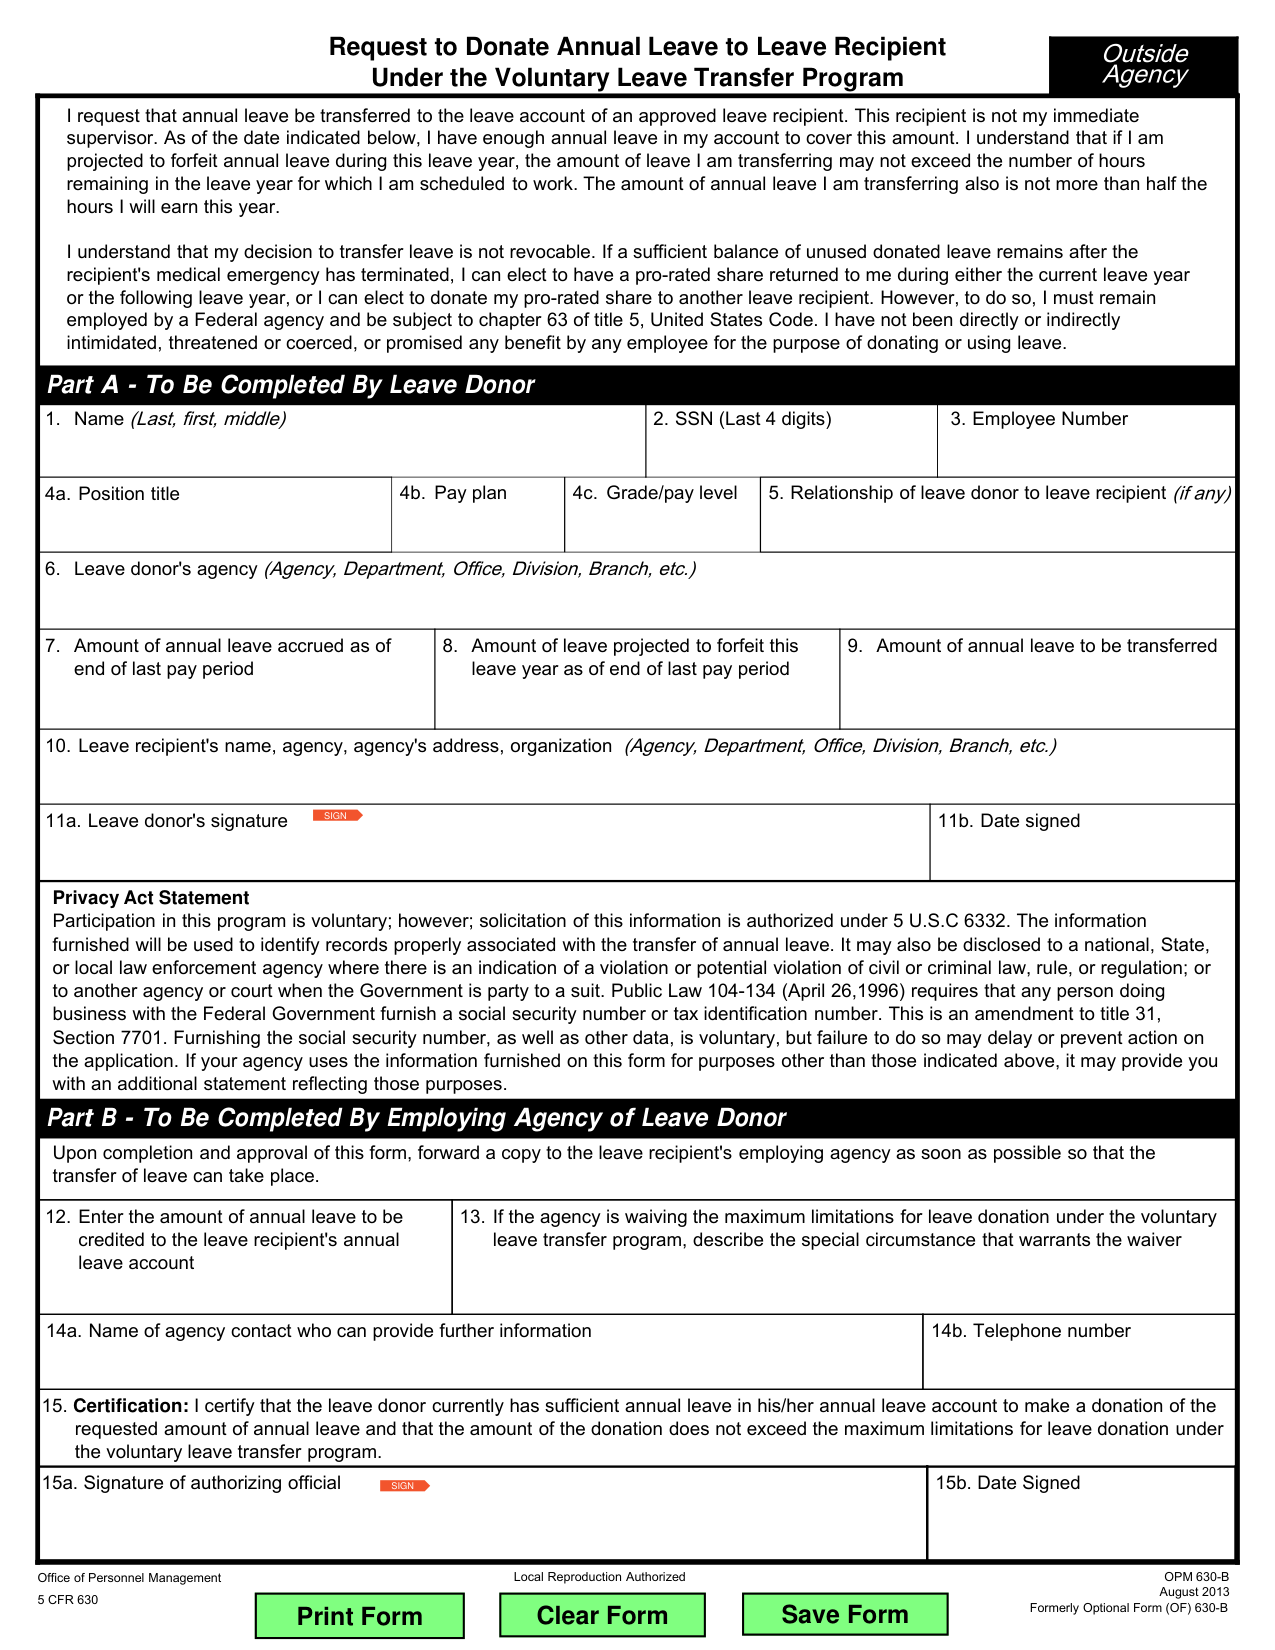 Request to Donate Annual Leave to Leave Recipient
Under the Voluntary Leave Transfer Program
Outside
Agency
I request that annual leave be transferred to the leave account of an approved leave recipient. This recipient is not my immediate
supervisor. As of the date indicated below, I have enough annual leave in my account to cover this amount. I understand that if I am
projected to forfeit annual leave during this leave year, the amount of leave I am transferring may not exceed the number of hours
remaining in the leave year for which I am scheduled to work. The amount of annual leave I am transferring also is not more than half the
hours I will earn this year.
I understand that my decision to transfer leave is not revocable. If a sufficient balance of unused donated leave remains after the
recipient's medical emergency has terminated, I can elect to have a pro-rated share returned to me during either the current leave year
or the following leave year, or I can elect to donate my pro-rated share to another leave recipient. However, to do so, I must remain
employed by a Federal agency and be subject to chapter 63 of title 5, United States Code. I have not been directly or indirectly
intimidated, threatened or coerced, or promised any benefit by any employee for the purpose of donating or using leave.
Part A - To Be Completed By Leave Donor
1. Name (Last, first, middle)
2. SSN (Last 4 digits)
3. Employee Number
4a. Position title
4b. Pay plan
4c. Grade/pay level
5. Relationship of leave donor to leave recipient (if any)
6. Leave donor's agency (Agency, Department, Office, Division, Branch, etc.)
7. Amount of annual leave accrued as of
end of last pay period
8. Amount of leave projected to forfeit this
leave year as of end of last pay period
9. Amount of annual leave to be transferred
10. Leave recipient's name, agency, agency's address, organization (Agency, Department, Office, Division, Branch, etc.)
11a. Leave donor's signature
SIGN
11b. Date signed
Privacy Act Statement
Participation in this program is voluntary; however; solicitation of this information is authorized under 5 U.S.C 6332. The information
furnished will be used to identify records properly associated with the transfer of annual leave. It may also be disclosed to a national, State,
or local law enforcement agency where there is an indication of a violation or potential violation of civil or criminal law, rule, or regulation; or
to another agency or court when the Government is party to a suit. Public Law 104-134 (April 26,1996) requires that any person doing
business with the Federal Government furnish a social security number or tax identification number. This is an amendment to title 31,
Section 7701. Furnishing the social security number, as well as other data, is voluntary, but failure to do so may delay or prevent action on
the application. If your agency uses the information furnished on this form for purposes other than those indicated above, it may provide you
with an additional statement reflecting those purposes.
Part B - To Be Completed By Employing Agency of Leave Donor
Upon completion and approval of this form, forward a copy to the leave recipient's employing agency as soon as possible so that the
transfer of leave can take place.
12. Enter the amount of annual leave to be
credited to the leave recipient's annual
leave account
13. If the agency is waiving the maximum limitations for leave donation under the voluntary
leave transfer program, describe the special circumstance that warrants the waiver
14a. Name of agency contact who can provide further information
14b. Telephone number
15. Certification: I certify that the leave donor currently has sufficient annual leave in his/her annual leave account to make a donation of the
requested amount of annual leave and that the amount of the donation does not exceed the maximum limitations for leave donation under
the voluntary leave transfer program.
15a. Signature of authorizing official
SIGN
15b. Date Signed
Office of Personnel Management
5 CFR 630
Local Reproduction Authorized
OPM 630-B
August 2013
Formerly Optional Form (OF) 630-B
Print Form
Clear Form
Save Form